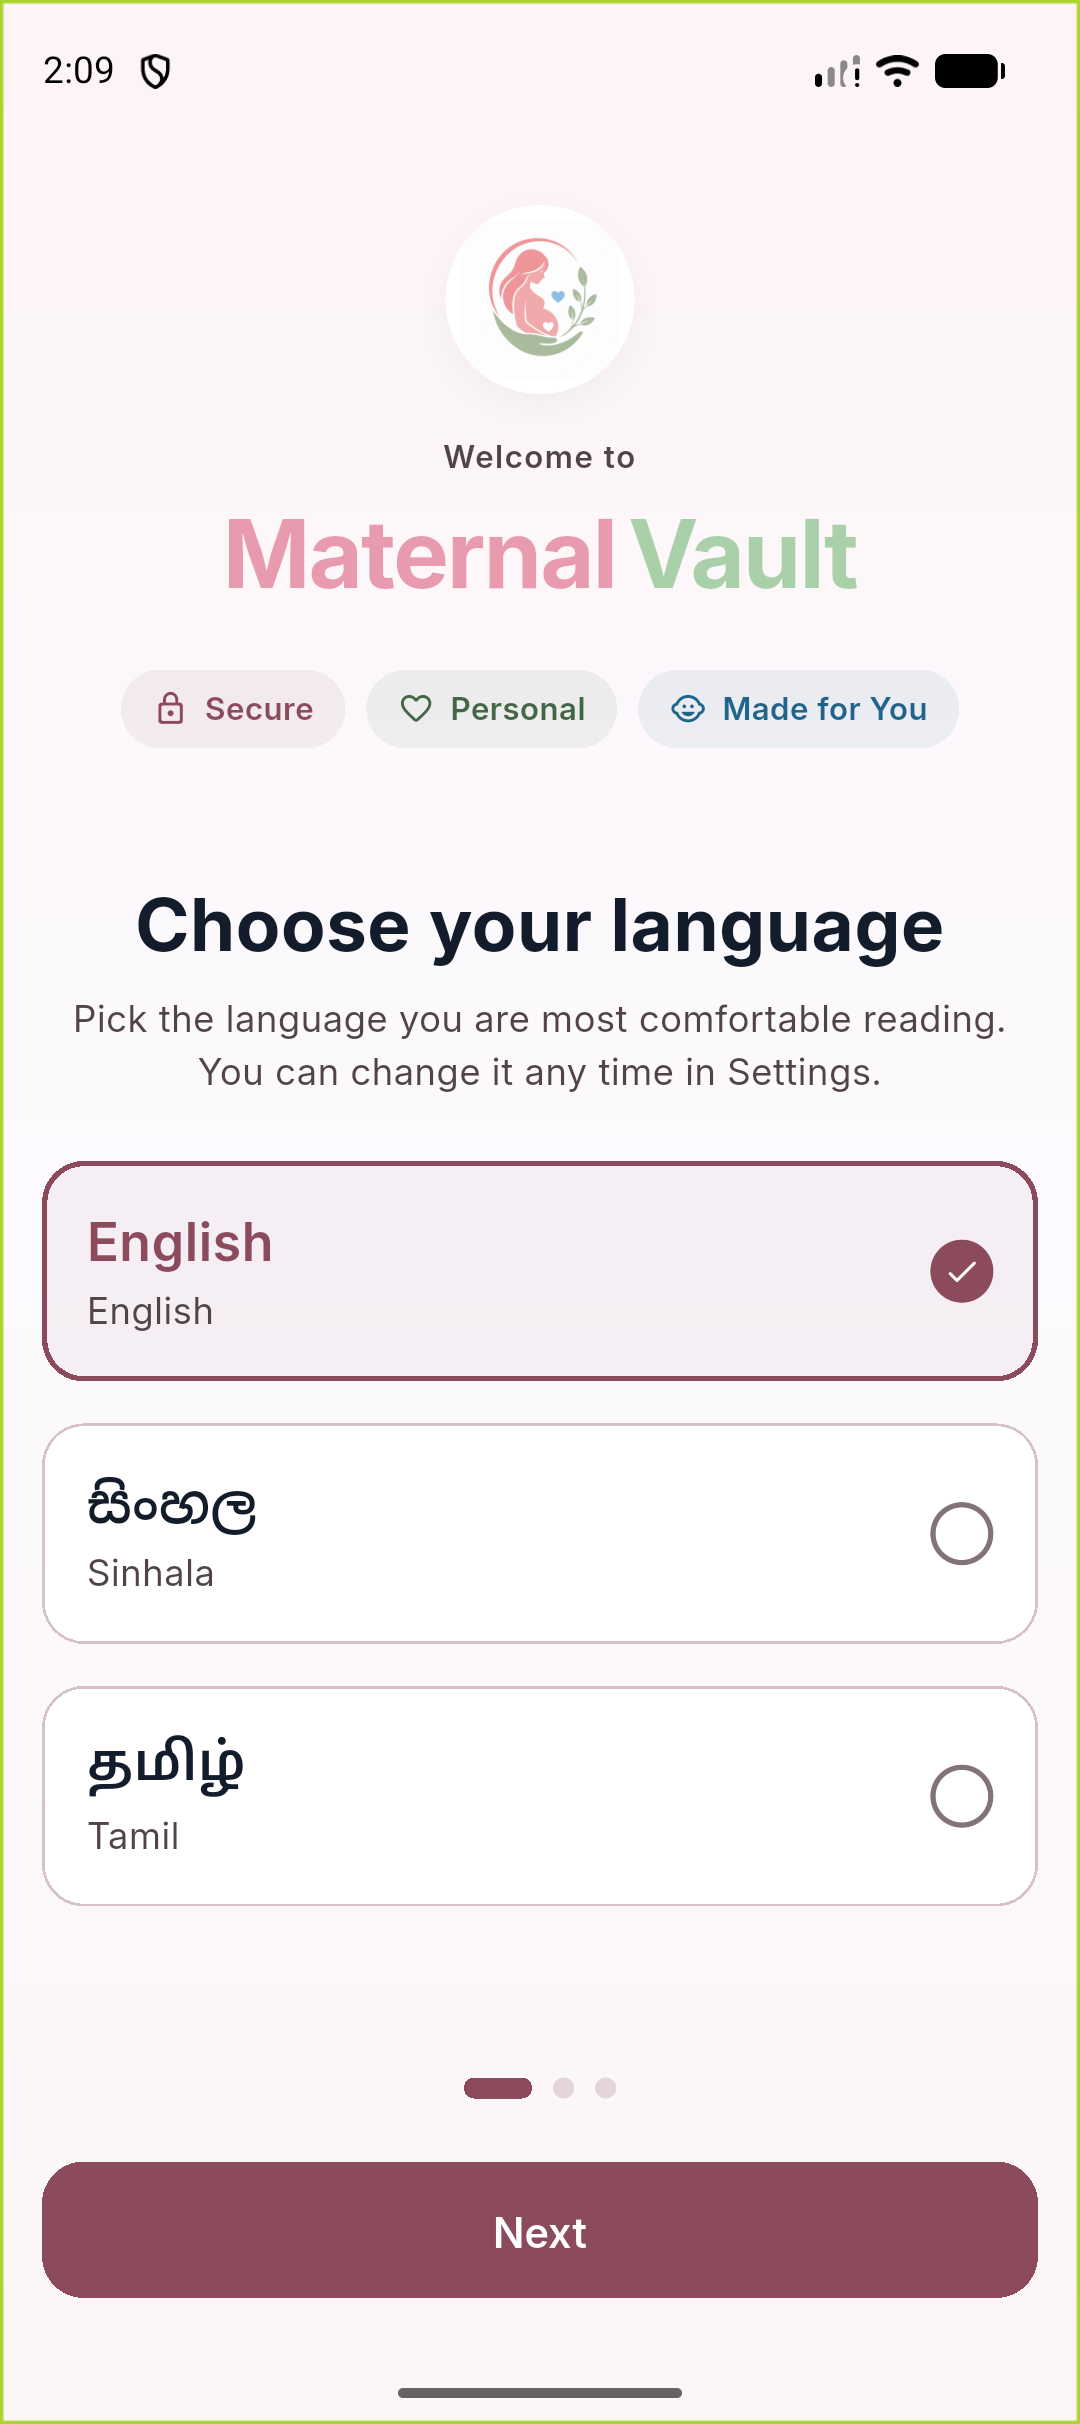 2:09
Welcome to
Maternal Vault
Secure
Personal
Made for You
Choose your language
Pick the language you are most comfortable reading.
You can change it any time in Settings.
English
English
සිංහල
Sinhala
தமிழ்
Tamil
Next